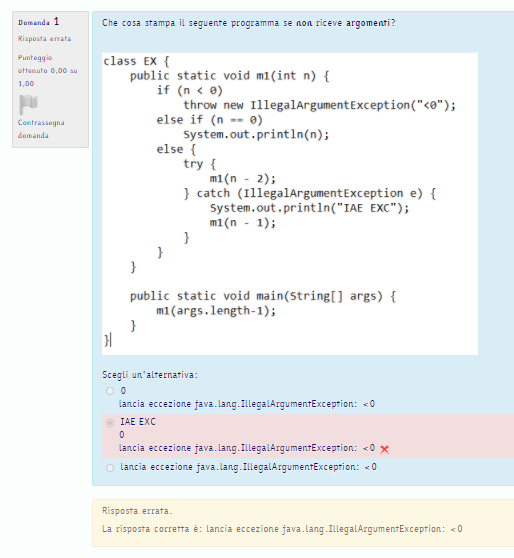 Domanda 1
Risposta errata
Punteggio
ottenuto 0,00 su
1,00
Contrassegna
domanda
Che cosa stampa il seguente programma se non riceve argomenti?
class EX {
    public static void m1(int n) {
        if (n < 0)
            throw new IllegalArgumentException("<0");
        else if (n == 0)
            System.out.println(n);
        else {
            try {
                m1(n - 2);
            } catch (IllegalArgumentException e) {
                System.out.println("IAE EXC");
                m1(n - 1);
            }
        }
    }
    public static void main(String[] args) {
        m1(args.length-1);
    }
}
Scegli un'alternativa:
0
lancia eccezione java.lang.IllegalArgumentException: <0
IAE EXC
0
lancia eccezione java.lang.IllegalArgumentException: <0
lancia eccezione java.lang.IllegalArgumentException: <0
Risposta errata.
La risposta corretta è: lancia eccezione java.lang.IllegalArgumentException: <0